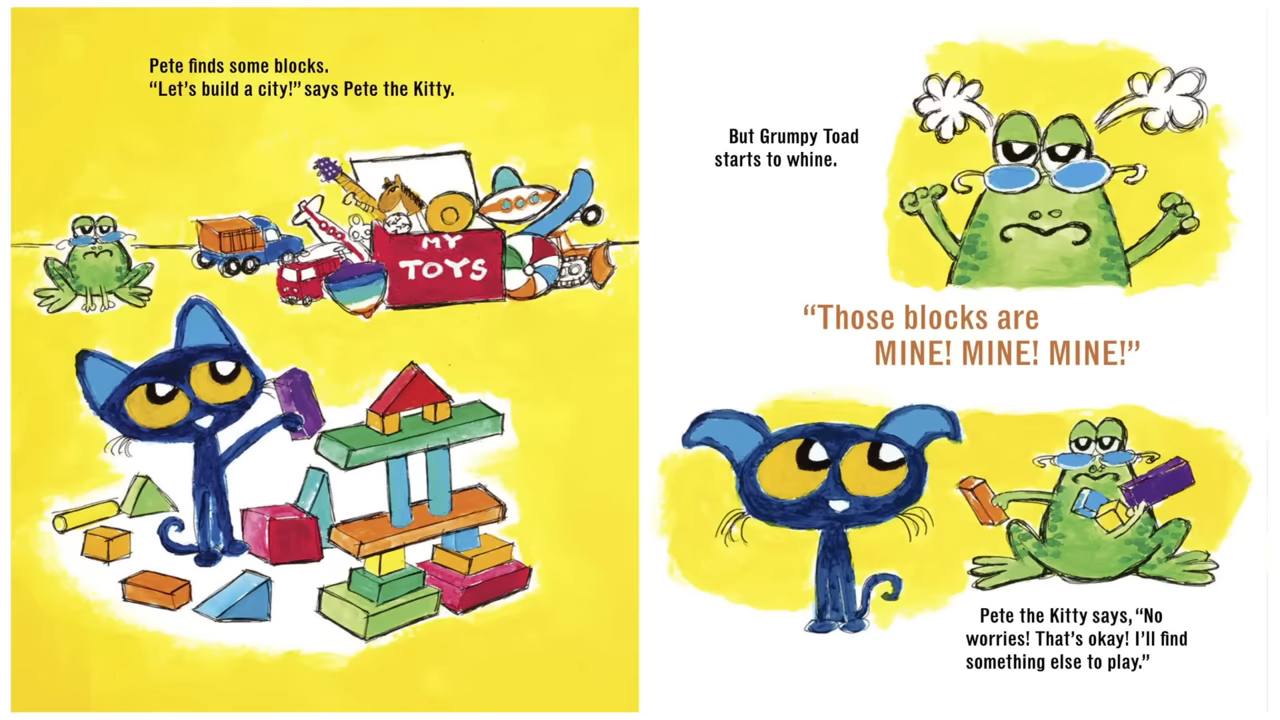 Pete finds some blocks.
“Let’s build a city!” says Pete the Kitty.
MY
TOYS
But Grumpy Toad
starts to whine.
“Those blocks are
MINE! MINE! MINE!”
Pete the Kitty says, “No
worries! That’s okay! I’ll find
something else to play.”